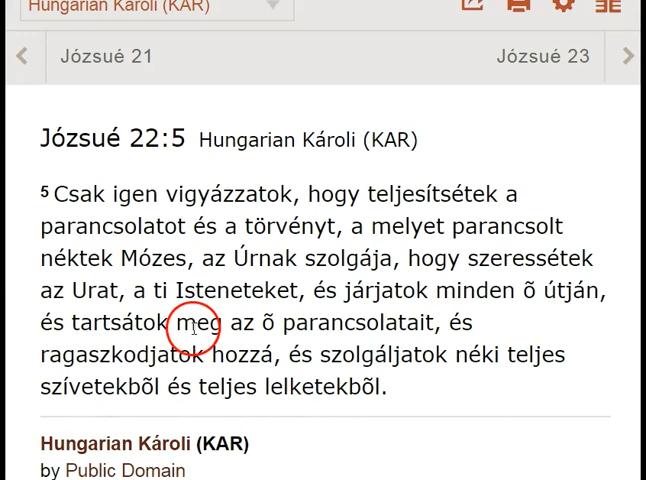 Hungarian Károli (KAR)
Józsué 21
Józsué 23
Józsué 22:5 Hungarian Károli (KAR)
5 Csak igen vigyázzatok, hogy teljesítsétek a
parancsolatot és a törvényt, a melyet parancsolt
néktek Mózes, az Úrnak szolgája, hogy szeressétek
az Urat, a ti Isteneteket, és járjatok minden õ útján,
és tartsátok meg az õ parancsolatait, és
ragaszkodjatok hozzá, és szolgáljatok néki teljes
szívetekbõl és teljes lelketekbõl.
Hungarian Károli (KAR)
by Public Domain